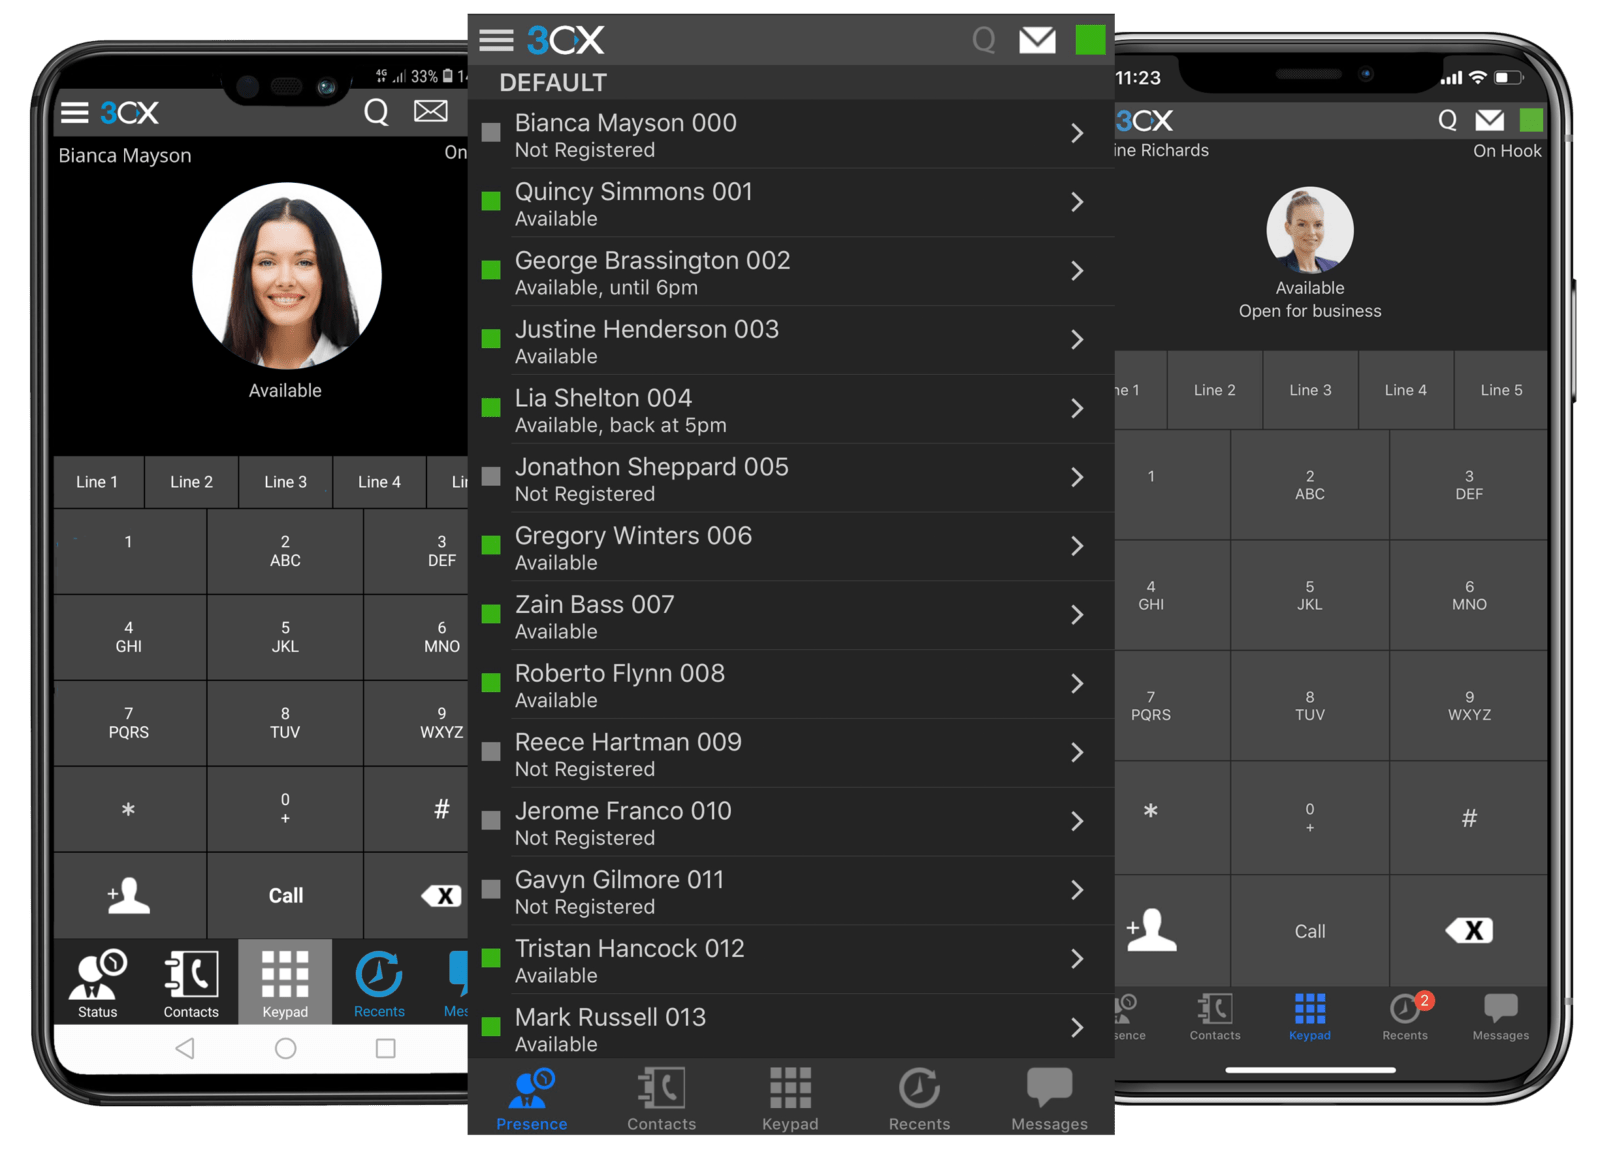 4G 33%
3CX
Bianca Mayson
Available
Line 1 Line 2 Line 3 Line 4
1
2
ABC
3
DEF
4
GHI
5
JKL
6
MNO
7
PQRS
8
TUV
9
WXYZ
*
0
+
#
+
Call
X
Status Contacts Keypad Recents
3CX
DEFAULT
Bianca Mayson 000
Not Registered
Quincy Simmons 001
Available
George Brassington 002
Available, until 6pm
Justine Henderson 003
Available
Lia Shelton 004
Available, back at 5pm
Jonathon Sheppard 005
Not Registered
Gregory Winters 006
Available
Zain Bass 007
Available
Roberto Flynn 008
Available
Reece Hartman 009
Not Registered
Jerome Franco 010
Not Registered
Gavyn Gilmore 011
Not Registered
Tristan Hancock 012
Available
Mark Russell 013
Available
Presence Contacts Keypad Recents Messages
11:23
3CX
ine Richards On Hook
Available
Open for business
ne 1 Line 2 Line 3 Line 4 Line 5
1
2
ABC
3
DEF
4
GHI
5
JKL
6
MNO
7
PQRS
8
TUV
9
WXYZ
*
0
+
#
+
Call
X
2
sence Contacts Keypad Recents Messages